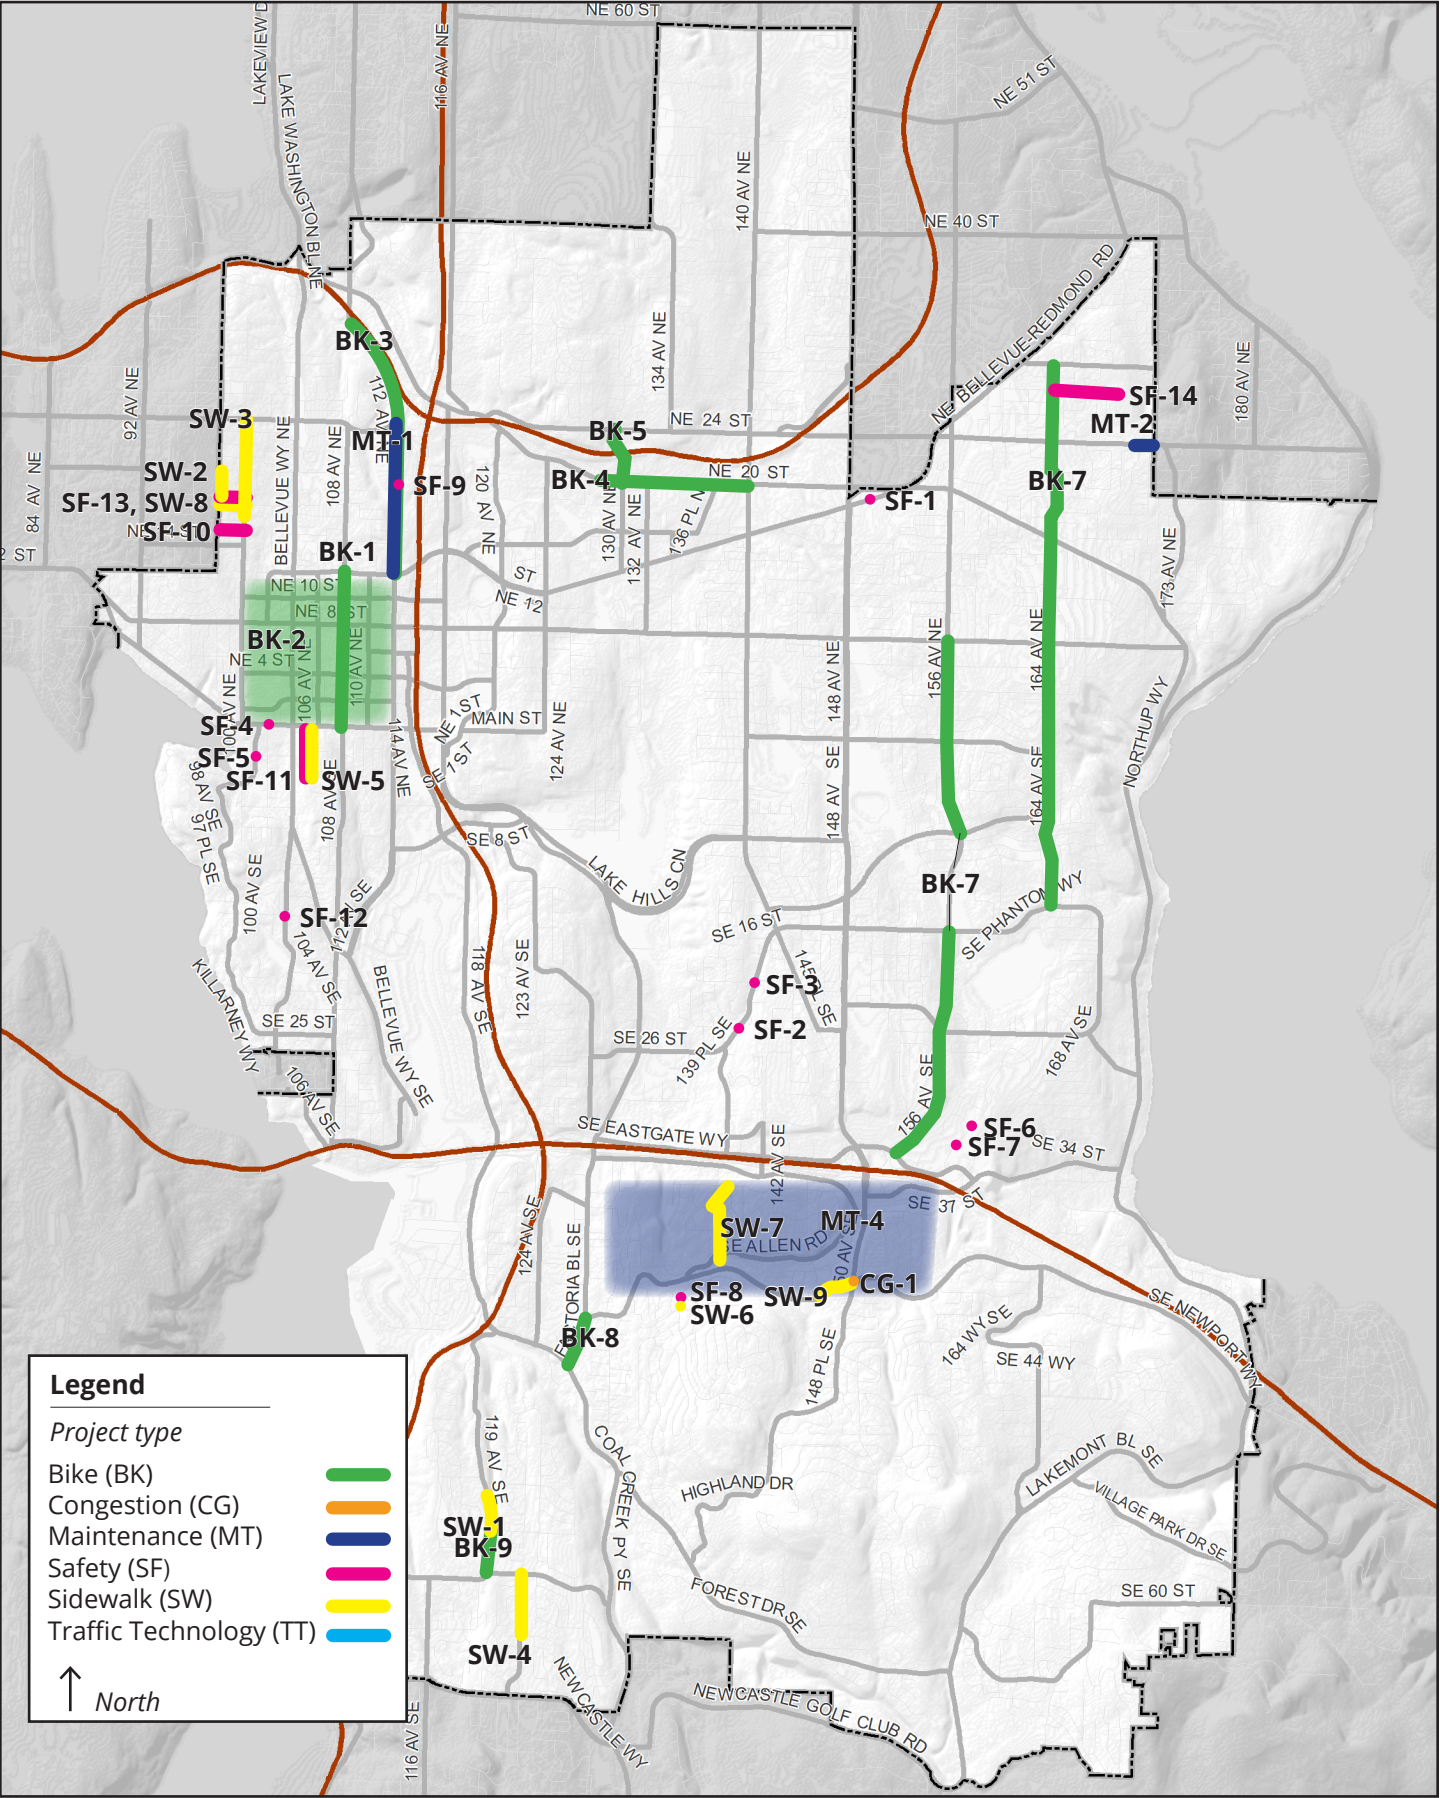 NE 60 ST
LAKEVIEW D
116 AV NE
NE 51 ST
LAKE WASHINGTON BL NE
140 AV NE
NE 40 ST
NE BELLEVUE-REDMOND RD
BK-3
134 AV NE
180 AV NE
92 AV NE
112 AV NE
SF-14
SW-3
NE 24 ST
MT-2
BK-5
MT-1
BELLEVUE WY NE
108 AV NE
84 AV NE
SW-2
NE 20 ST
BK-4
BK-7
SF-9
120 AV NE
SF-13, SW-8
SF-1
136 PL N
130 AV NE
132 AV NE
SF-10
BK-1
2 ST
173 AV NE
ST
NE 12
NE 10 ST
NE 8 ST
BK-2
NE 4 ST
106 AV NE
110 AV NE
156 AV NE
164 AV NE
148 AV NE
100 AV NE
NORTHUP WY
NE 1 ST
MAIN ST
SF-4
114 AV NE
124 AV NE
SE 1 ST
SF-5
SF-11
SW-5
98 AV SE
108 AV SE
148 AV SE
164 AV SE
97 PL SE
SE 8 ST
LAKE HILLS CN
BK-7
100 AV SE
SE PHANTOM WY
SF-12
112 AV SE
SE 16 ST
104 AV SE
118 AV SE
123 AV SE
145 PL SE
SF-3
KILLARNEY WY
BELLEVUE WY SE
SE 25 ST
SF-2
SE 26 ST
139 PL SE
168 AV SE
106 AV SE
156 AV SE
SF-6
SE EASTGATE WY
SF-7
SE 34 ST
142 AV SE
SE 37 ST
124 AV SE
SW-7
MT-4
SE ALLEN RD
CG-1
SF-8
SW-9
SW-6
SE NEWPORT WY
BK-8
164 WY SE
SE 44 WY
148 PL SE
Legend
Project type
Bike (BK)
Congestion (CG)
Maintenance (MT)
Safety (SF)
Sidewalk (SW)
Traffic Technology (TT)
North
119 AV SE
COAL CREEK PY SE
LAKEMONT BL SE
HIGHLAND DR
VILLAGE PARK DR SE
SW-1
BK-9
FOREST DR SE
SE 60 ST
SW-4
NEWCASTLE WY
NEWCASTLE GOLF CLUB RD
116 AV SE